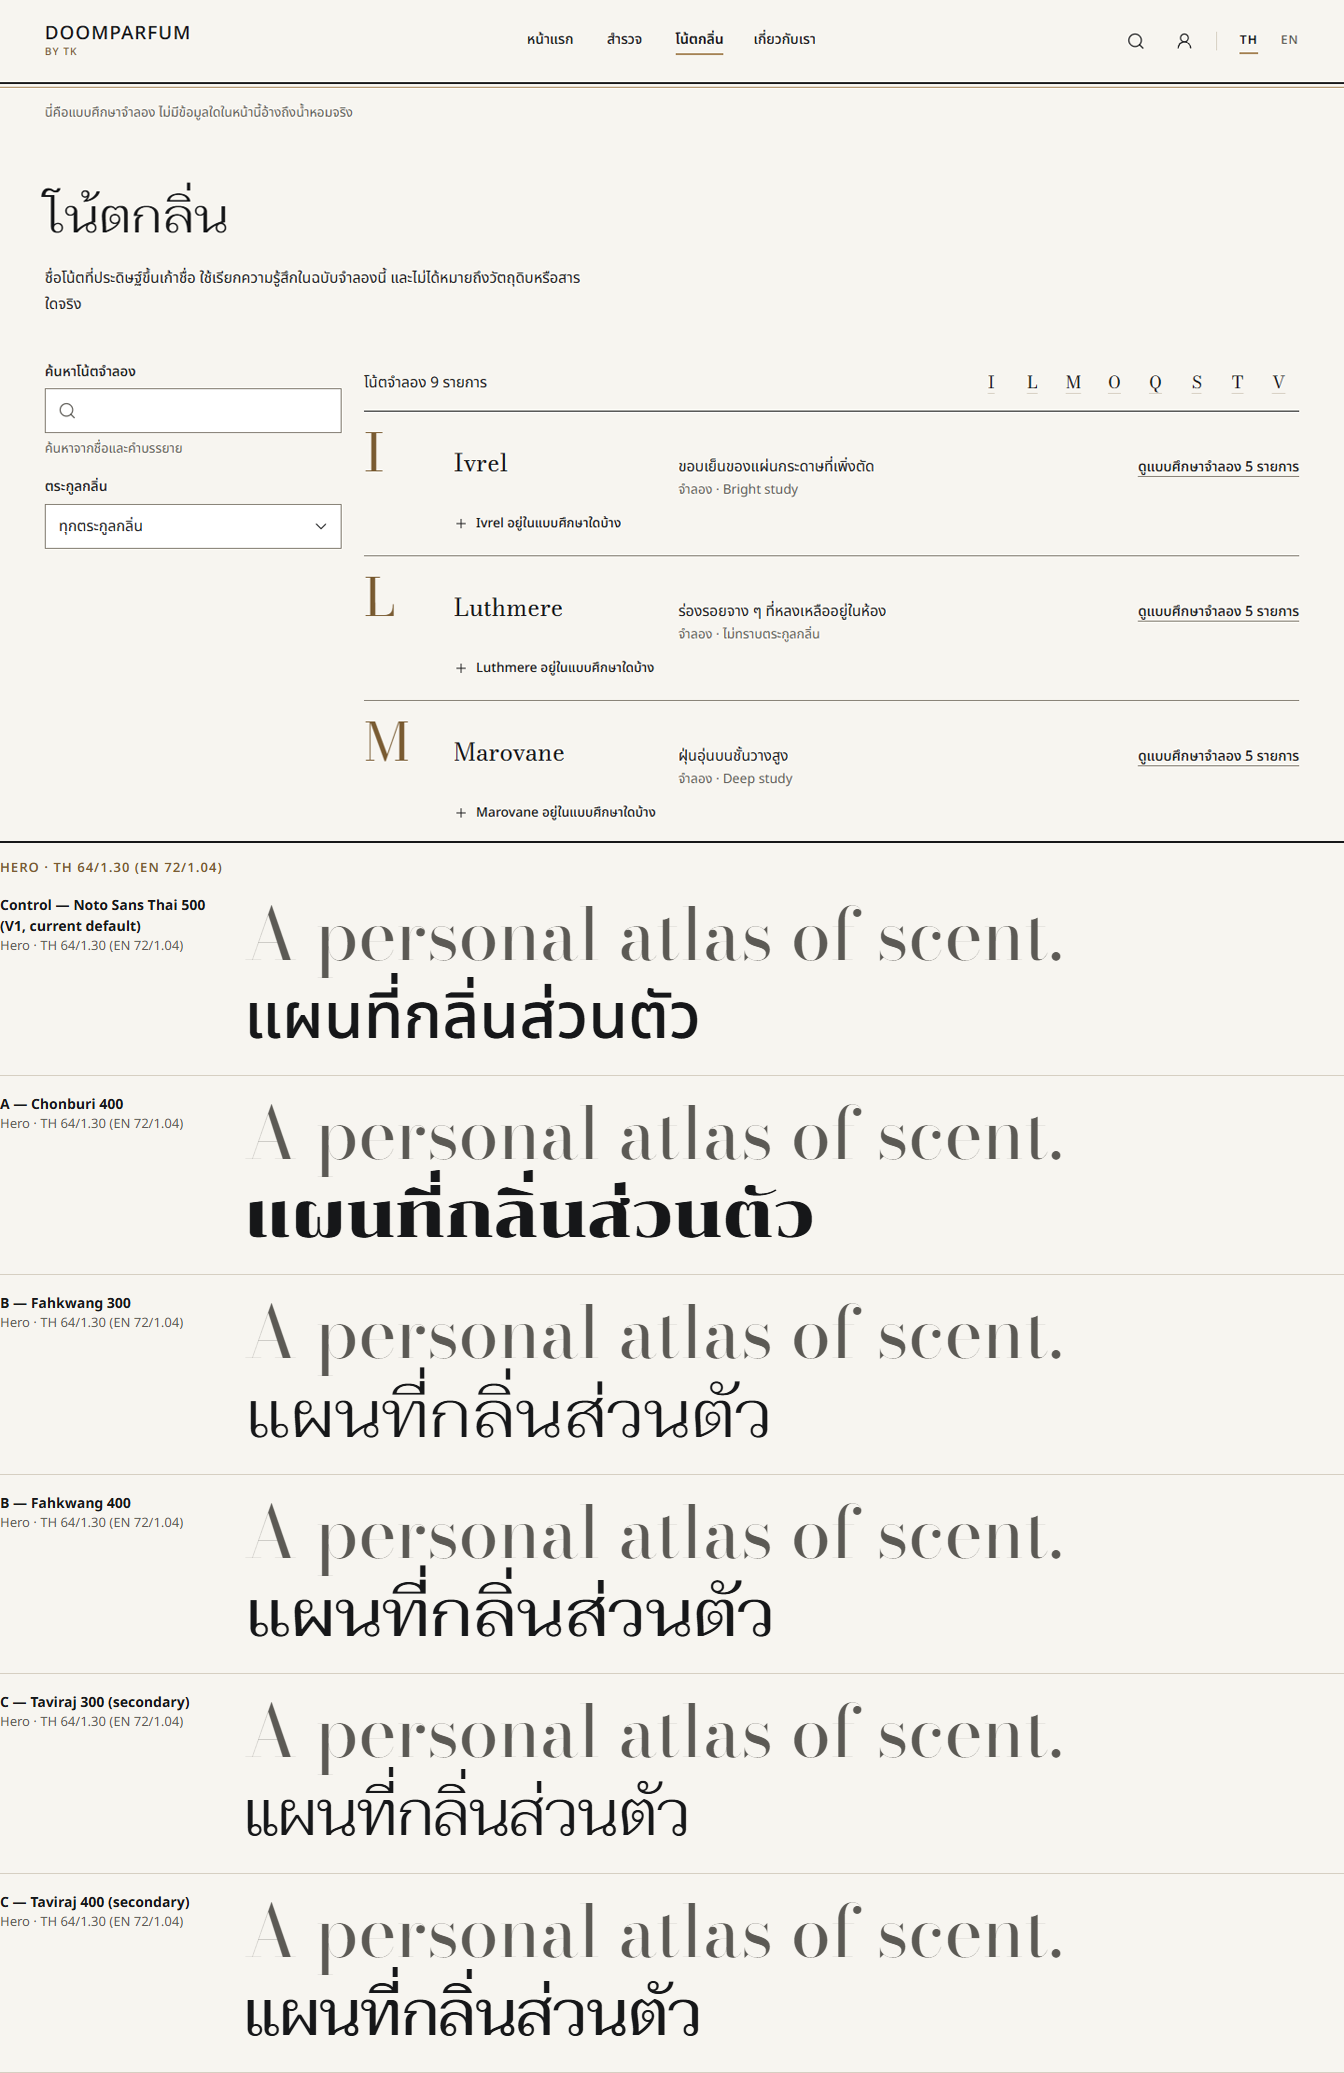 DOOMPARFUM
BY TK
หน้าแรก สำรวจ โน้ตกลิ่น เกี่ยวกับเรา
TH EN
นี่คือแบบศึกษาจำลอง ไม่มีข้อมูลใดในหน้านี้อ้างถึงน้ำหอมจริง
โน้ตกลิ่น
ชื่อโน้ตที่ประดิษฐ์ขึ้นเก้าชื่อ ใช้เรียกความรู้สึกในฉบับจำลองนี้ และไม่ได้หมายถึงวัตถุดิบหรือสาร
ใดจริง
ค้นหาโน้ตจำลอง
ค้นหาจากชื่อและคำบรรยาย
ตระกูลกลิ่น
ทุกตระกูลกลิ่น
โน้ตจำลอง 9 รายการ
I L M O Q S T V
I
Ivrel
ขอบเย็นของแผ่นกระดาษที่เพิ่งตัด
จำลอง · Bright study
ดูแบบศึกษาจำลอง 5 รายการ
+ Ivrel อยู่ในแบบศึกษาใดบ้าง
L
Luthmere
ร่องรอยจาง ๆ ที่หลงเหลืออยู่ในห้อง
จำลอง · ไม่ทราบตระกูลกลิ่น
ดูแบบศึกษาจำลอง 5 รายการ
+ Luthmere อยู่ในแบบศึกษาใดบ้าง
M
Marovane
ฝุ่นอุ่นบนชั้นวางสูง
จำลอง · Deep study
ดูแบบศึกษาจำลอง 5 รายการ
+ Marovane อยู่ในแบบศึกษาใดบ้าง
HERO · TH 64/1.30 (EN 72/1.04)
Control — Noto Sans Thai 500
(V1, current default)
Hero · TH 64/1.30 (EN 72/1.04)
A personal atlas of scent.
แผนที่กลิ่นส่วนตัว
A — Chonburi 400
Hero · TH 64/1.30 (EN 72/1.04)
A personal atlas of scent.
แผนที่กลิ่นส่วนตัว
B — Fahkwang 300
Hero · TH 64/1.30 (EN 72/1.04)
A personal atlas of scent.
แผนที่กลิ่นส่วนตัว
B — Fahkwang 400
Hero · TH 64/1.30 (EN 72/1.04)
A personal atlas of scent.
แผนที่กลิ่นส่วนตัว
C — Taviraj 300 (secondary)
Hero · TH 64/1.30 (EN 72/1.04)
A personal atlas of scent.
แผนที่กลิ่นส่วนตัว
C — Taviraj 400 (secondary)
Hero · TH 64/1.30 (EN 72/1.04)
A personal atlas of scent.
แผนที่กลิ่นส่วนตัว